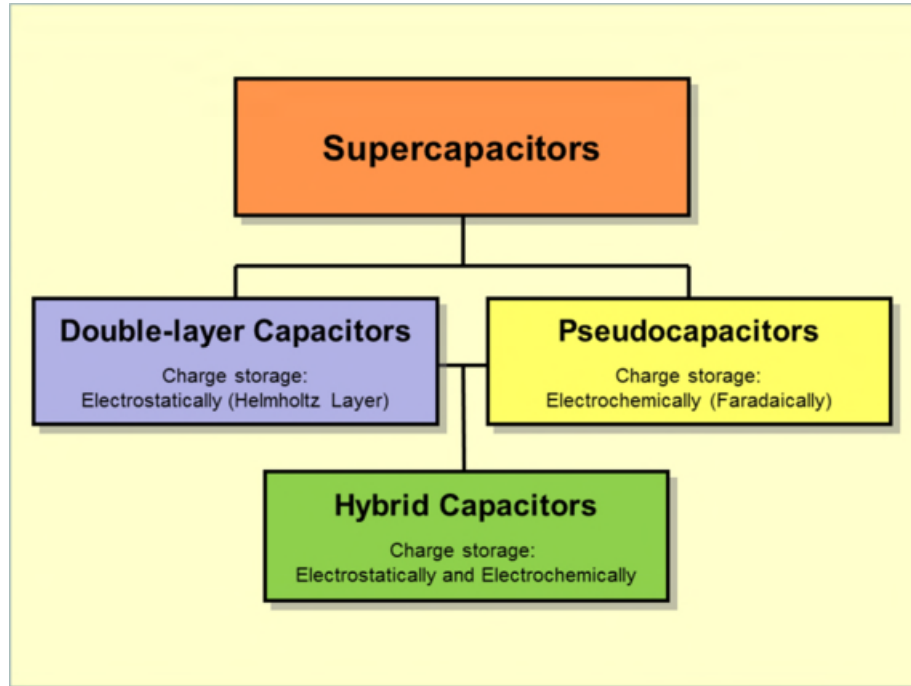 Supercapacitors
Double-layer Capacitors
Charge storage:
Electrostatically (Helmholtz Layer)
Pseudocapacitors
Charge storage:
Electrochemically (Faradaically)
Hybrid Capacitors
Charge storage:
Electrostatically and Electrochemically